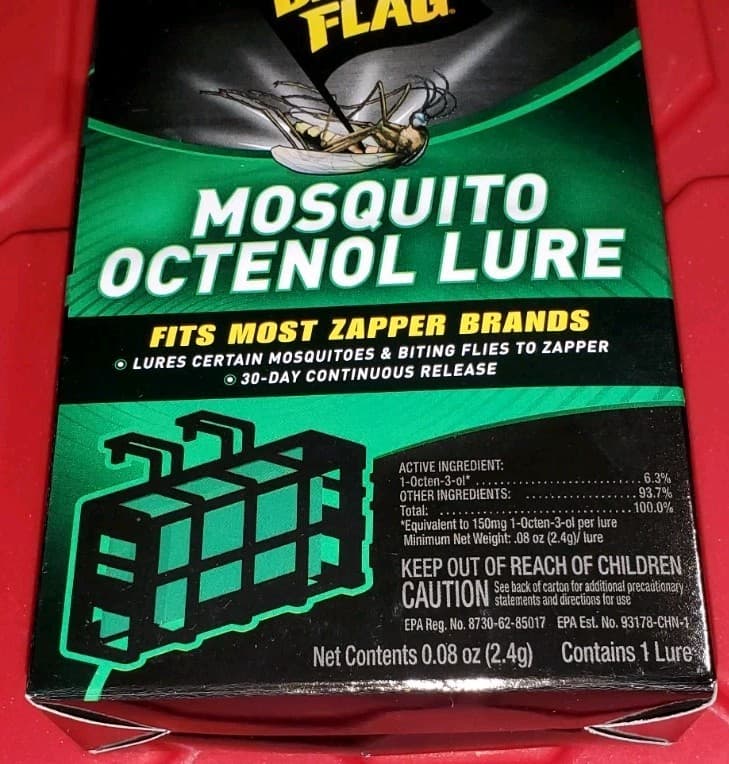 FLAG
MOSQUITO
OCTENOL LURE
FITS MOST ZAPPER BRANDS
LURES CERTAIN MOSQUITOES & BITING FLIES TO ZAPPER
30-DAY CONTINUOUS RELEASE
ACTIVE INGREDIENT:
1-Octen-3-ol* ................................ 6.3%
OTHER INGREDIENTS: .................... 93.7%
Total: ........................................ 100.0%
*Equivalent to 150mg 1-Octen-3-ol per lure
Minimum Net Weight: .08 oz (2.4g)/ lure
KEEP OUT OF REACH OF CHILDREN
CAUTION See back of carton for additional precautionary
statements and directions for use
EPA Reg. No. 8730-62-85017 EPA Est. No. 93178-CHN-1
Net Contents 0.08 oz (2.4g) Contains 1 Lure